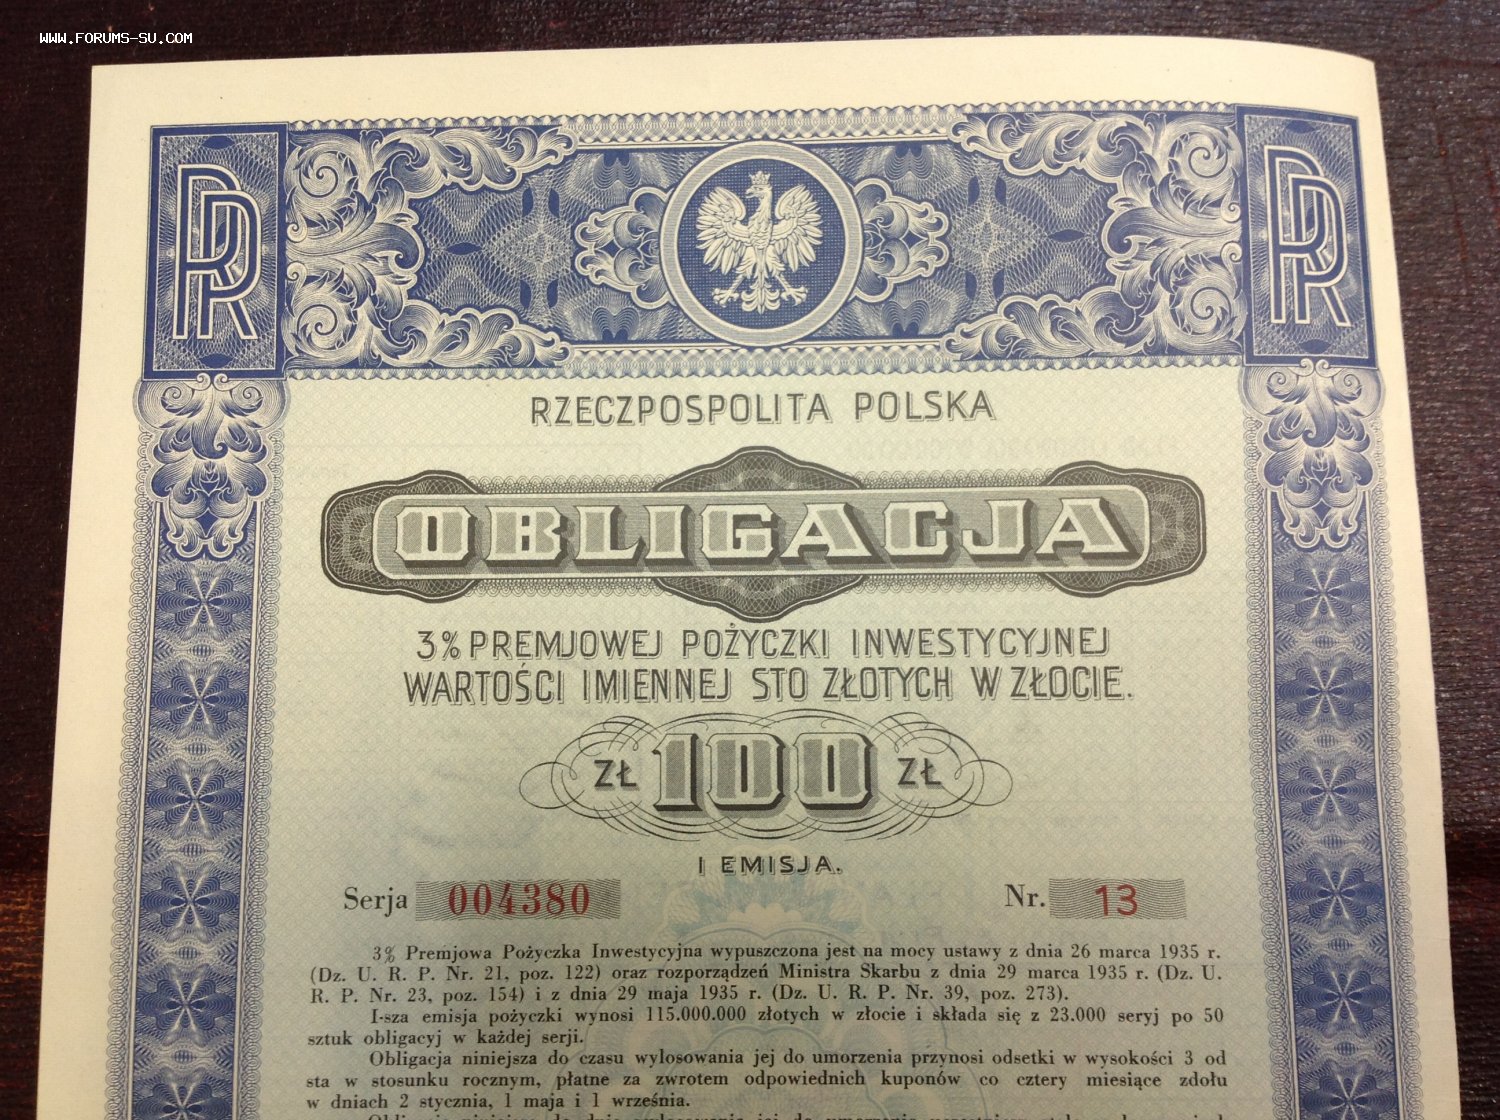 WWW.FORUMS-SU.COM
RP RP
RZECZPOSPOLITA POLSKA
OBLIGACJA
3% PREMJOWEJ POŻYCZKI INWESTYCYJNEJ
WARTOŚCI IMIENNEJ STO ZŁOTYCH W ZŁOCIE.
ZŁ 100 ZŁ
I EMISJA.
Serja 004380 Nr. 13
3% Premjowa Pożyczka Inwestycyjna wypuszczona jest na mocy ustawy z dnia 26 marca 1935 r.
(Dz. U. R. P. Nr. 21, poz. 122) oraz rozporządzeń Ministra Skarbu z dnia 29 marca 1935 r. (Dz. U.
R. P. Nr. 23, poz. 154) i z dnia 29 maja 1935 r. (Dz. U. R. P. Nr. 39, poz. 273).
I-sza emisja pożyczki wynosi 115.000.000 złotych w złocie i składa się z 23.000 seryj po 50
sztuk obligacyj w każdej serji.
Obligacja niniejsza do czasu wylosowania jej do umorzenia przynosi odsetki w wysokości 3 od
sta w stosunku rocznym, płatne za zwrotem odpowiednich kuponów co cztery miesiące zdołu
w dniach 2 stycznia, 1 maja i 1 września.